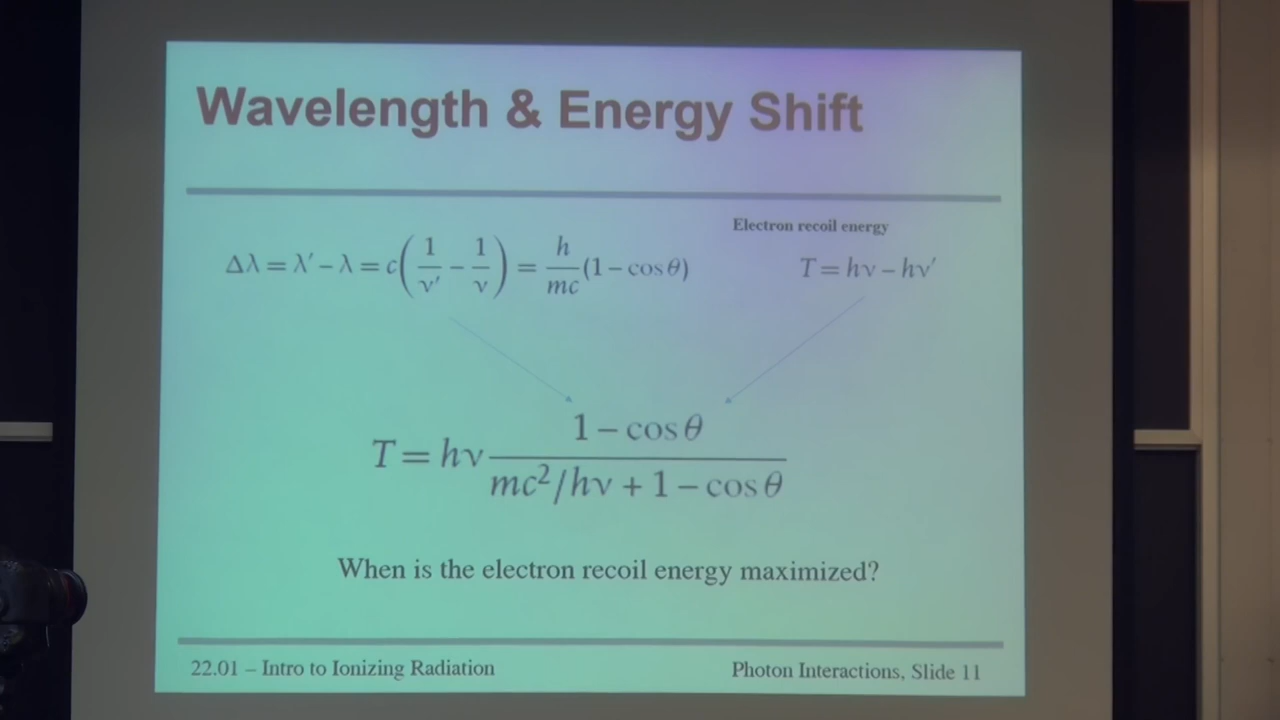 Wavelength & Energy Shift
Electron recoil energy
Δλ = λ′ − λ = c(1/ν′ − 1/ν) = h/mc (1 − cos θ)
T = hν − hν′
T = hν (1 − cos θ)/(mc²/hν + 1 − cos θ)
When is the electron recoil energy maximized?
22.01 – Intro to Ionizing Radiation
Photon Interactions, Slide 11